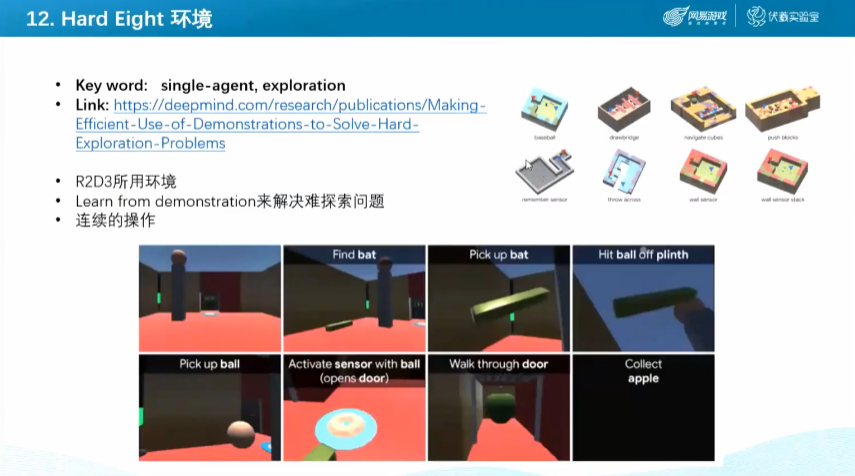 12. Hard Eight 环境
网易游戏
伏羲实验室
• Key word: single-agent, exploration
• Link: https://deepmind.com/research/publications/Making-
Efficient-Use-of-Demonstrations-to-Solve-Hard-
Exploration-Problems
• R2D3所用环境
• Learn from demonstration来解决难探索问题
• 连续的操作
baseball
drawbridge
navigate cubes
push blocks
remember sensor
throw across
wall sensor
wall sensor stack
Find bat
Pick up bat
Hit ball off plinth
Pick up ball
Activate sensor with ball
(opens door)
Walk through door
Collect
apple